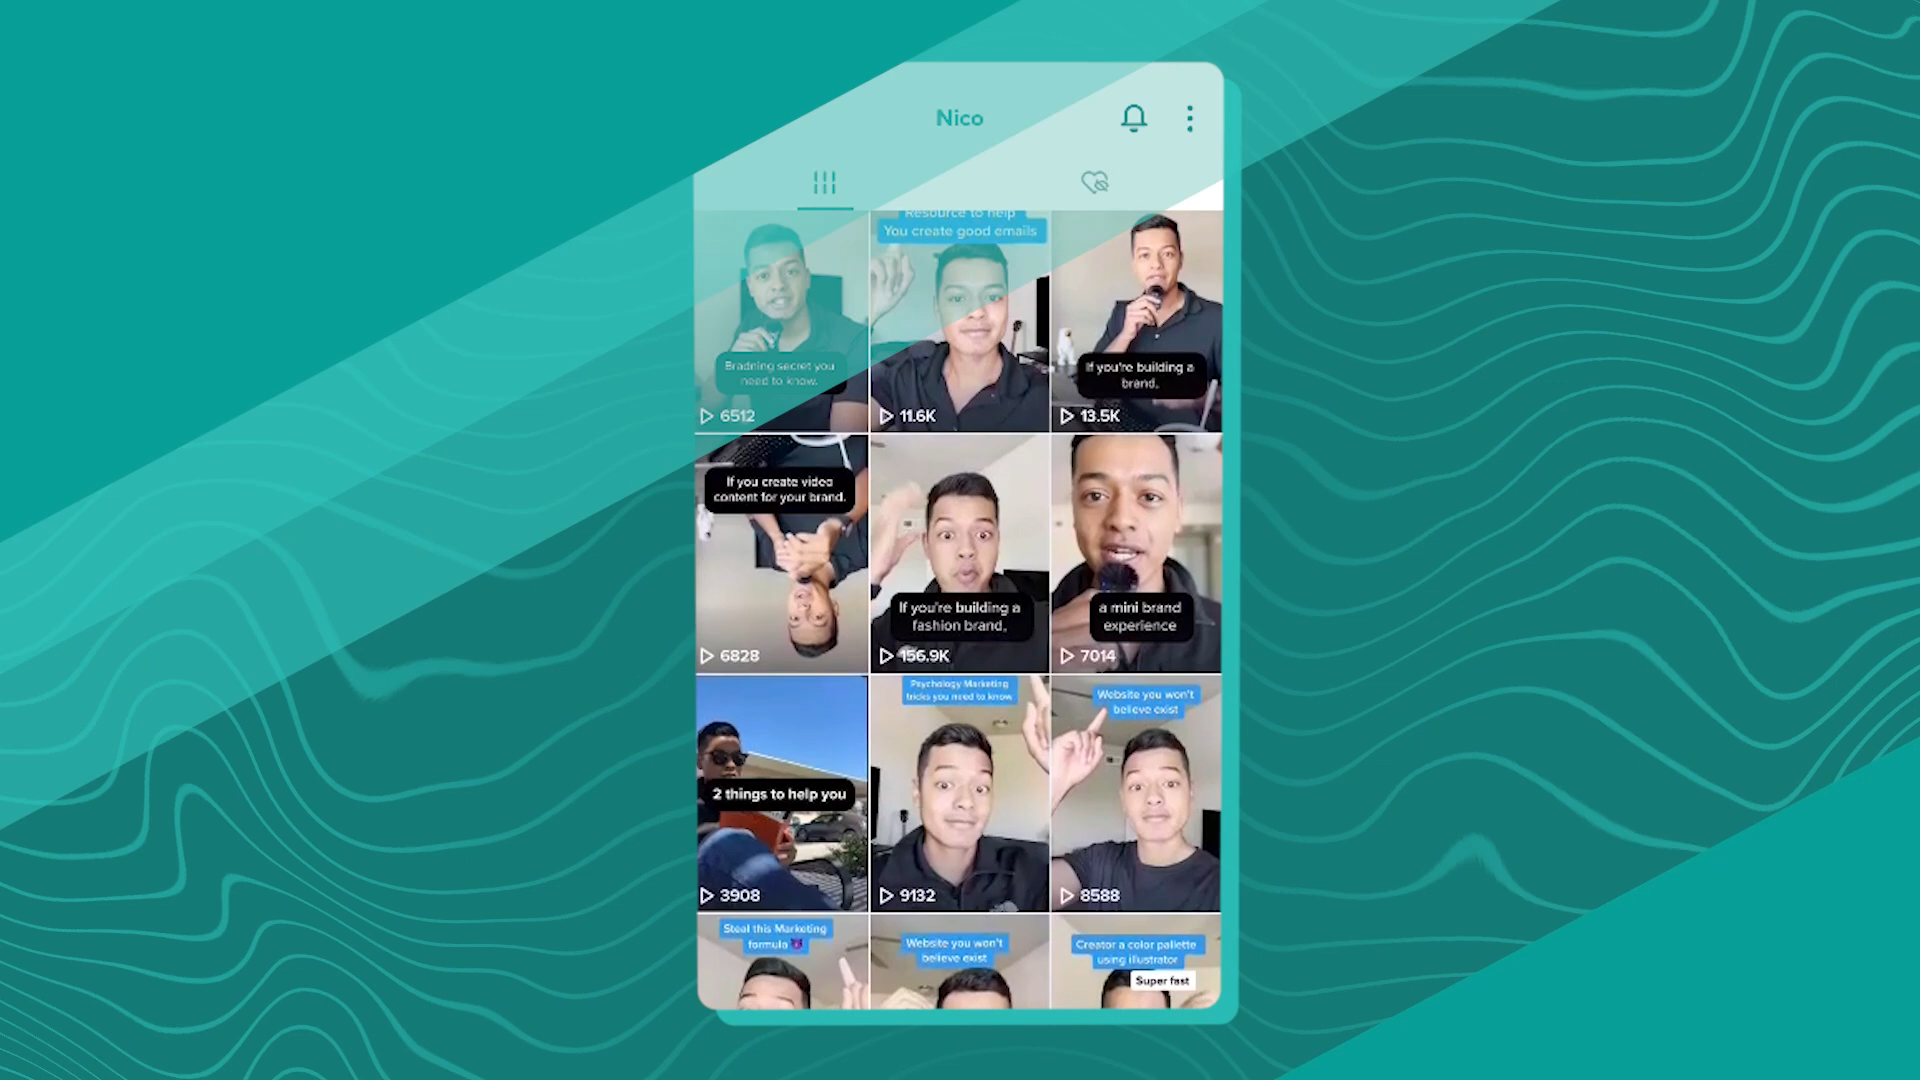 Nico
Resource to help
You create good emails
Bradning secret you
need to know.
If you're building a
brand,
6512
11.6K
13.5K
If you create video
content for your brand.
If you're building a
fashion brand,
a mini brand
experience
6828
156.9K
7014
2 things to help you
Psychology Marketing
tricks you need to know
Website you won't
believe exist
3908
9132
8588
Steal this Marketing
formula 😈
Website you won't
believe exist
Creator a color pallette
using illustrator
Super fast